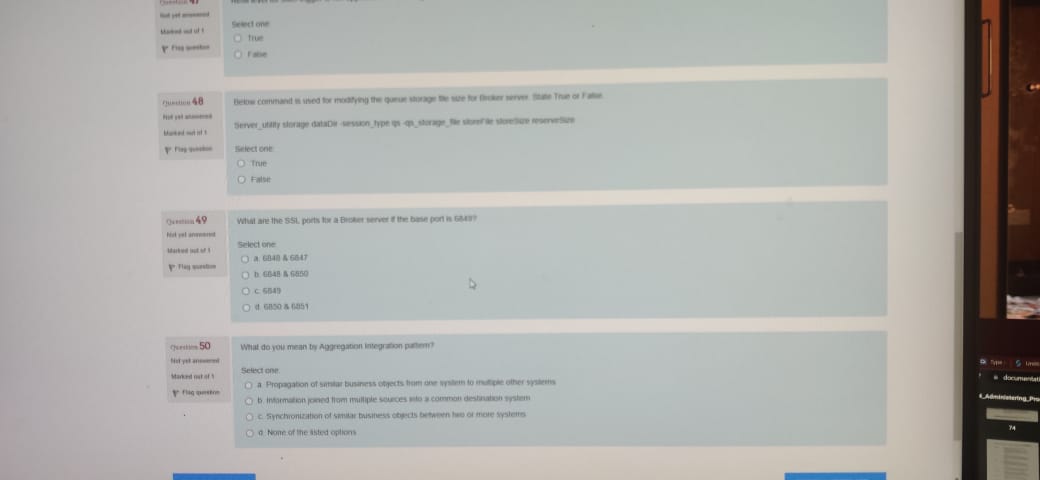 Question 47
Not yet answered
Marked out of 1
Flag question
Select one
True
False
Question 48
Not yet answered
Marked out of 1
Flag question
Below command is used for modifying the queue storage file size for Broker server. State True or False.
Server_utility storage dataDir -session_type qs -qs_storage_file storeFile storeSize reserveSize
Select one:
True
False
Question 49
Not yet answered
Marked out of 1
Flag question
What are the SSL ports for a Broker server if the base port is 6849?
Select one:
a. 6848 & 6847
b. 6848 & 6850
c. 6849
d. 6850 & 6851
Question 50
Not yet answered
Marked out of 1
Flag question
What do you mean by Aggregation Integration pattern?
Select one:
a. Propagation of similar business objects from one system to multiple other systems
b. Information joined from multiple sources into a common destination system
c. Synchronization of similar business objects between two or more systems
d. None of the listed options
Type
documentati
_Administering_Pro
74